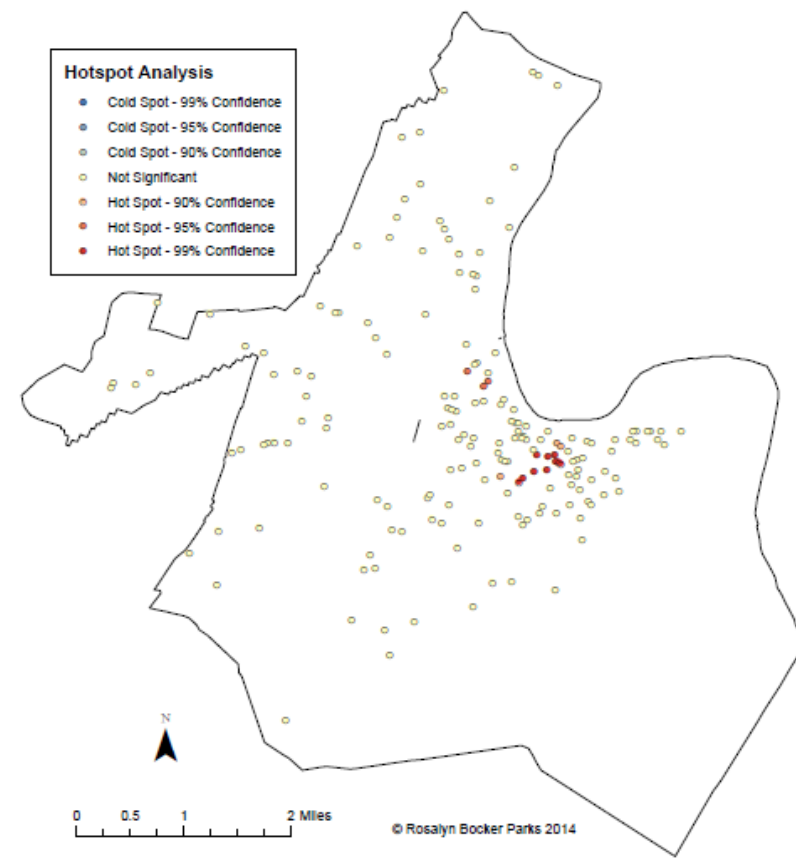 Hotspot Analysis
Cold Spot - 99% Confidence
Cold Spot - 95% Confidence
Cold Spot - 90% Confidence
Not Significant
Hot Spot - 90% Confidence
Hot Spot - 95% Confidence
Hot Spot - 99% Confidence
N
0 0.5 1 2 Miles
© Rosalyn Bocker Parks 2014